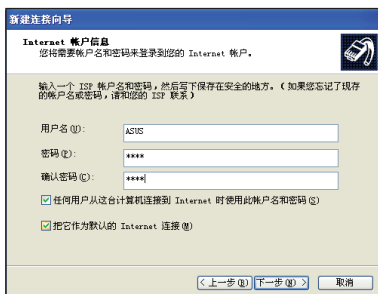 新建连接向导
Internet 帐户信息
您将需要帐户名和密码来登录到您的 Internet 帐户。
输入一个 ISP 帐户名和密码，然后写下保存在安全的地方。（如果您忘记了现存
的帐户名或密码，请和您的 ISP 联系）
用户名(U):
ASUS
密码(P):
****
确认密码(C):
****
任何用户从这台计算机连接到 Internet 时使用此帐户名和密码(S)
把它作为默认的 Internet 连接(M)
< 上一步(B)
下一步(N) >
取消